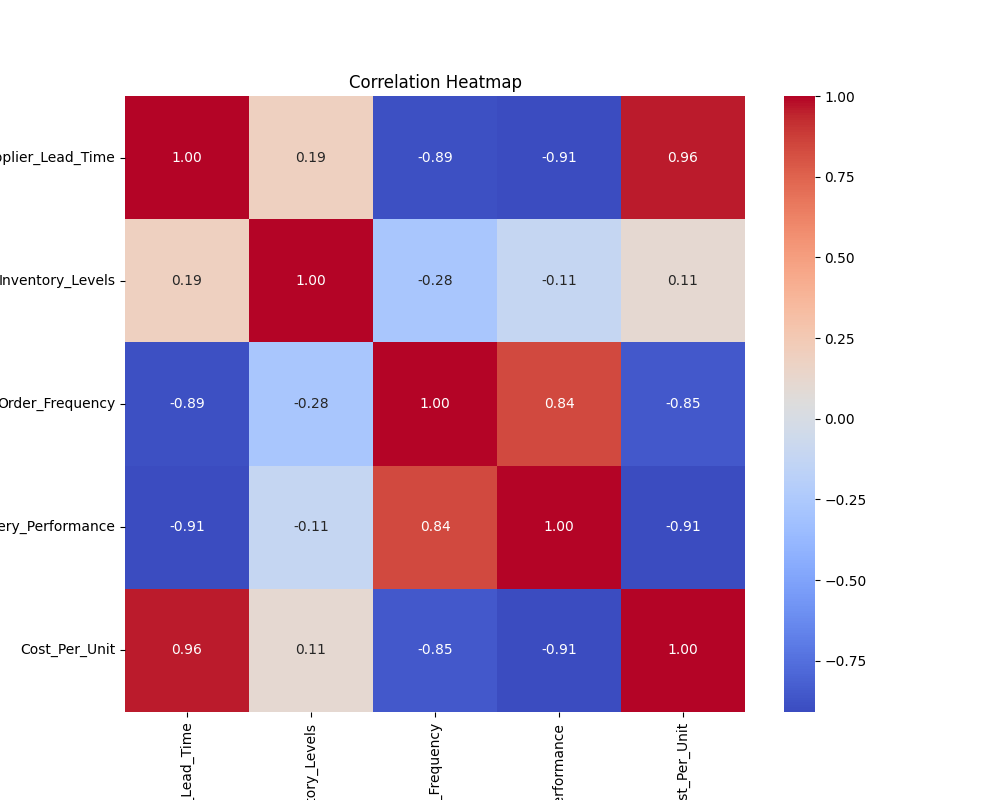 Correlation Heatmap
plier_Lead_Time 1.00 0.19 -0.89 -0.91 0.96
Inventory_Levels 0.19 1.00 -0.28 -0.11 0.11
Order_Frequency -0.89 -0.28 1.00 0.84 -0.85
ery_Performance -0.91 -0.11 0.84 1.00 -0.91
Cost_Per_Unit 0.96 0.11 -0.85 -0.91 1.00
_Lead_Time
tory_Levels
_Frequency
erformance
st_Per_Unit
1.00
0.75
0.50
0.25
0.00
−0.25
−0.50
−0.75